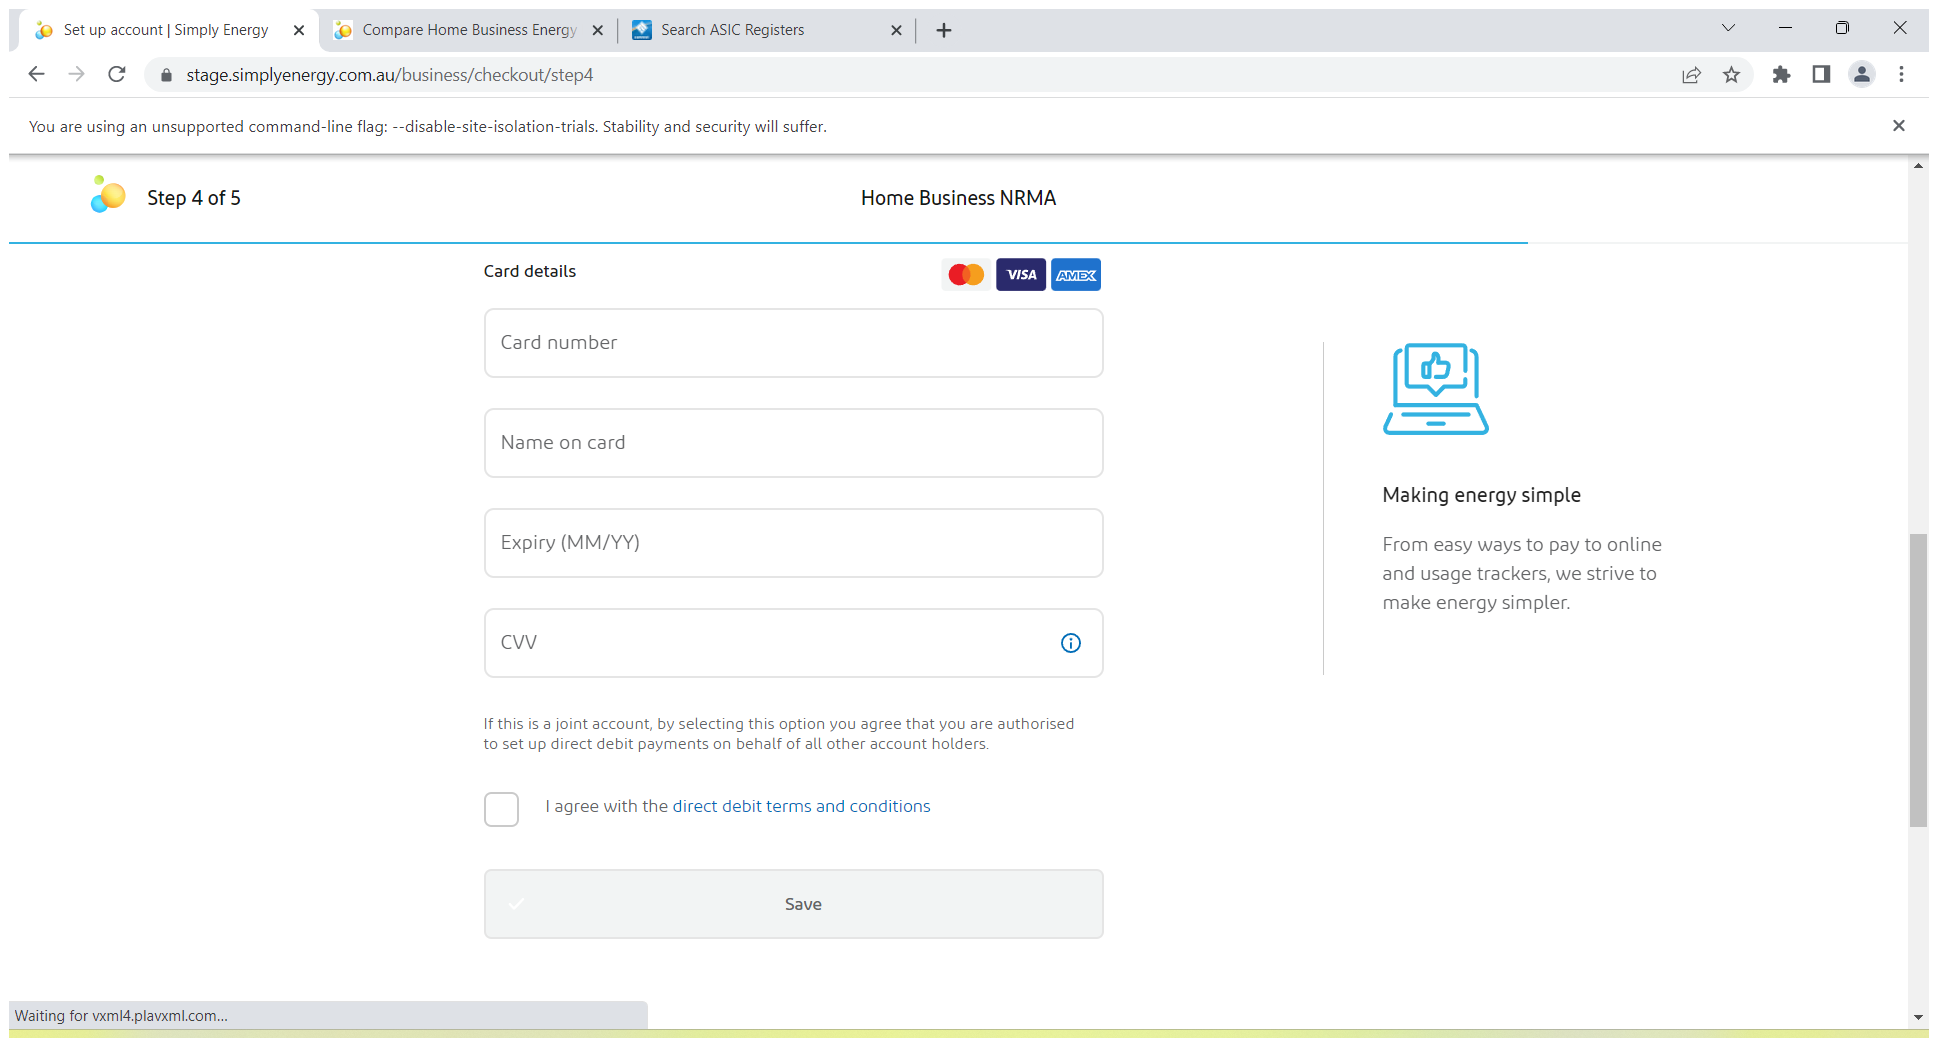 Set up account | Simply Energy
Compare Home Business Energy
Search ASIC Registers
stage.simplyenergy.com.au/business/checkout/step4
You are using an unsupported command-line flag: --disable-site-isolation-trials. Stability and security will suffer.
Step 4 of 5
Home Business NRMA
Card details
VISA
AMEX
Card number
Name on card
Expiry (MM/YY)
CVV
If this is a joint account, by selecting this option you agree that you are authorised
to set up direct debit payments on behalf of all other account holders.
I agree with the direct debit terms and conditions
Save
Making energy simple
From easy ways to pay to online
and usage trackers, we strive to
make energy simpler.
Waiting for vxml4.plavxml.com...